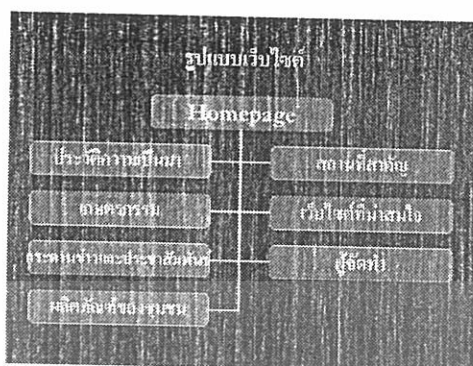 รูปแบบเว็บไซต์
Homepage
ประวัติความเป็นมา
สถานที่สำคัญ
เกษตรกรรม
เว็บไซต์ที่น่าสนใจ
กระดานข่าวและประชาสัมพันธ์
ผู้จัดทำ
ผลิตภัณฑ์ของชุมชน